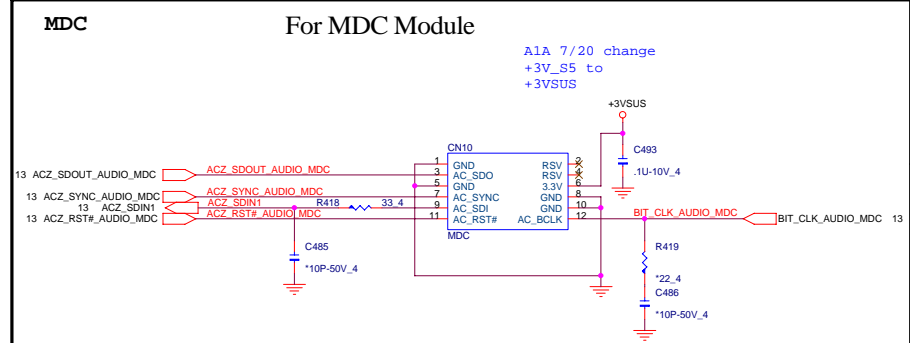 MDC
For MDC Module
A1A 7/20 change
+3V_S5 to
+3VSUS
+3VSUS
C493
.1U-10V_4
CN10
1 GND RSV 2
3 AC_SDO RSV 4
5 GND 3.3V 6
7 AC_SYNC GND 8
9 AC_SDI GND 10
11 AC_RST# AC_BCLK 12
MDC
13 ACZ_SDOUT_AUDIO_MDC ACZ_SDOUT_AUDIO_MDC
13 ACZ_SYNC_AUDIO_MDC ACZ_SYNC_AUDIO_MDC
13 ACZ_SDIN1 ACZ_SDIN1 R418 33_4
13 ACZ_RST#_AUDIO_MDC ACZ_RST#_AUDIO_MDC
BIT_CLK_AUDIO_MDC BIT_CLK_AUDIO_MDC 13
C485
*10P-50V_4
R419
*22_4
C486
*10P-50V_4